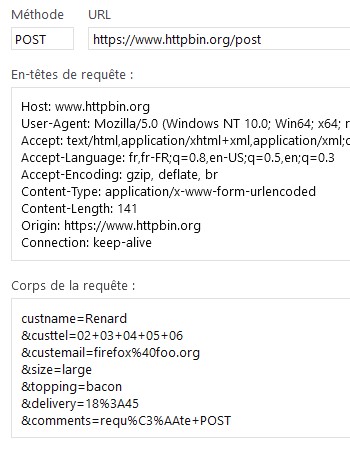 Méthode URL
POST https://www.httpbin.org/post
En-têtes de requête :
Host: www.httpbin.org
User-Agent: Mozilla/5.0 (Windows NT 10.0; Win64; x64; r
Accept: text/html,application/xhtml+xml,application/xml;c
Accept-Language: fr,fr-FR;q=0.8,en-US;q=0.5,en;q=0.3
Accept-Encoding: gzip, deflate, br
Content-Type: application/x-www-form-urlencoded
Content-Length: 141
Origin: https://www.httpbin.org
Connection: keep-alive
Corps de la requête :
custname=Renard
&custtel=02+03+04+05+06
&custemail=firefox%40foo.org
&size=large
&topping=bacon
&delivery=18%3A45
&comments=requ%C3%AAte+POST